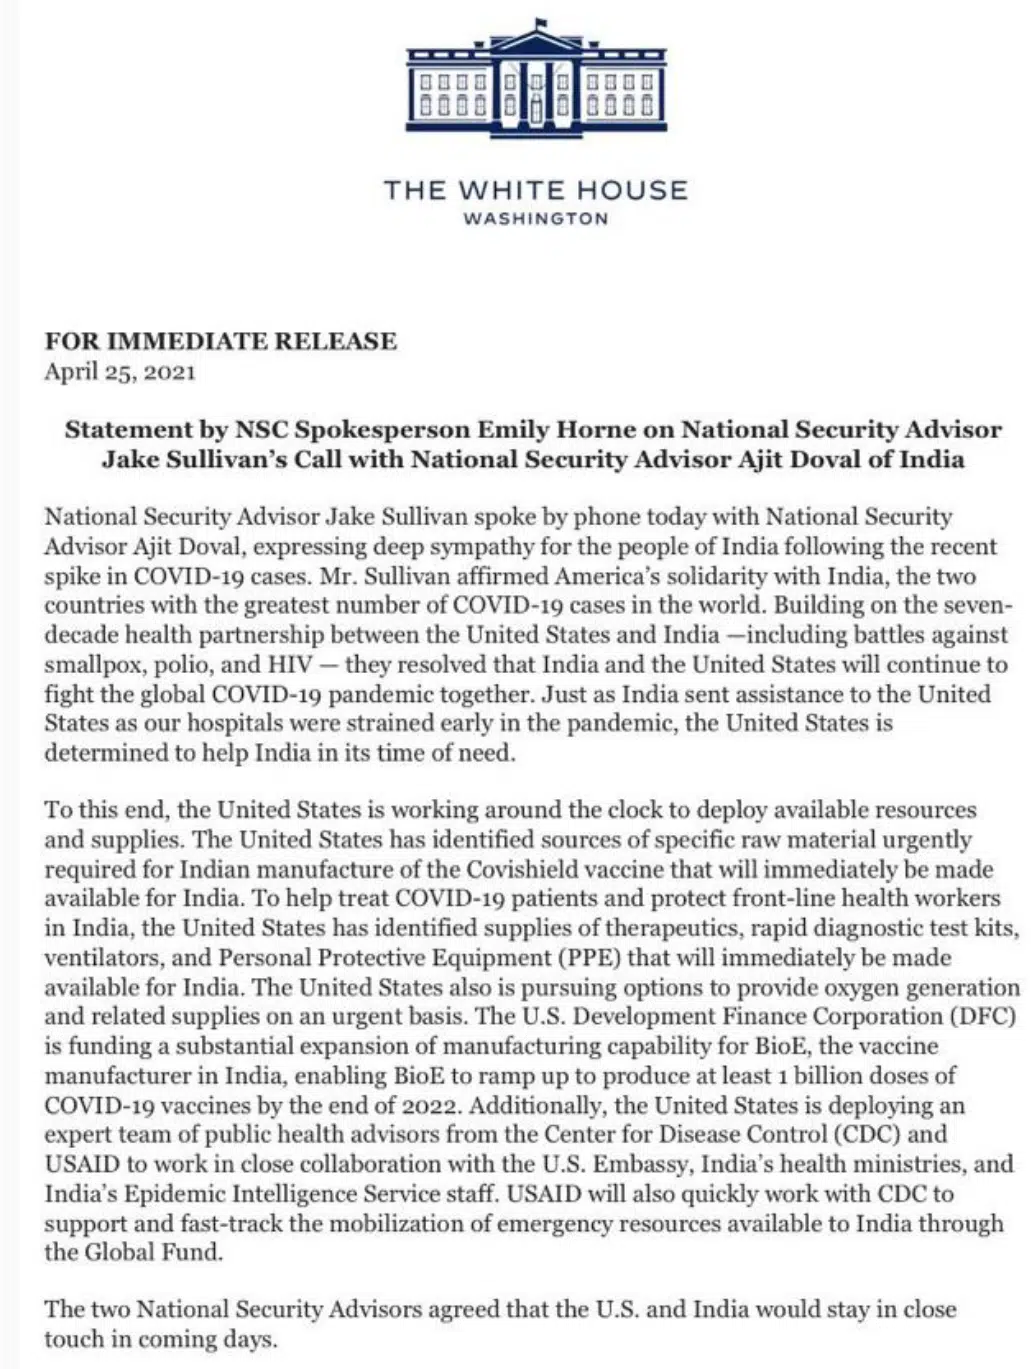 THE WHITE HOUSE
WASHINGTON
FOR IMMEDIATE RELEASE
April 25, 2021
Statement by NSC Spokesperson Emily Horne on National Security Advisor
Jake Sullivan’s Call with National Security Advisor Ajit Doval of India
National Security Advisor Jake Sullivan spoke by phone today with National Security
Advisor Ajit Doval, expressing deep sympathy for the people of India following the recent
spike in COVID-19 cases. Mr. Sullivan affirmed America’s solidarity with India, the two
countries with the greatest number of COVID-19 cases in the world. Building on the seven-
decade health partnership between the United States and India —including battles against
smallpox, polio, and HIV — they resolved that India and the United States will continue to
fight the global COVID-19 pandemic together. Just as India sent assistance to the United
States as our hospitals were strained early in the pandemic, the United States is
determined to help India in its time of need.
To this end, the United States is working around the clock to deploy available resources
and supplies. The United States has identified sources of specific raw material urgently
required for Indian manufacture of the Covishield vaccine that will immediately be made
available for India. To help treat COVID-19 patients and protect front-line health workers
in India, the United States has identified supplies of therapeutics, rapid diagnostic test kits,
ventilators, and Personal Protective Equipment (PPE) that will immediately be made
available for India. The United States also is pursuing options to provide oxygen generation
and related supplies on an urgent basis. The U.S. Development Finance Corporation (DFC)
is funding a substantial expansion of manufacturing capability for BioE, the vaccine
manufacturer in India, enabling BioE to ramp up to produce at least 1 billion doses of
COVID-19 vaccines by the end of 2022. Additionally, the United States is deploying an
expert team of public health advisors from the Center for Disease Control (CDC) and
USAID to work in close collaboration with the U.S. Embassy, India’s health ministries, and
India’s Epidemic Intelligence Service staff. USAID will also quickly work with CDC to
support and fast-track the mobilization of emergency resources available to India through
the Global Fund.
The two National Security Advisors agreed that the U.S. and India would stay in close
touch in coming days.